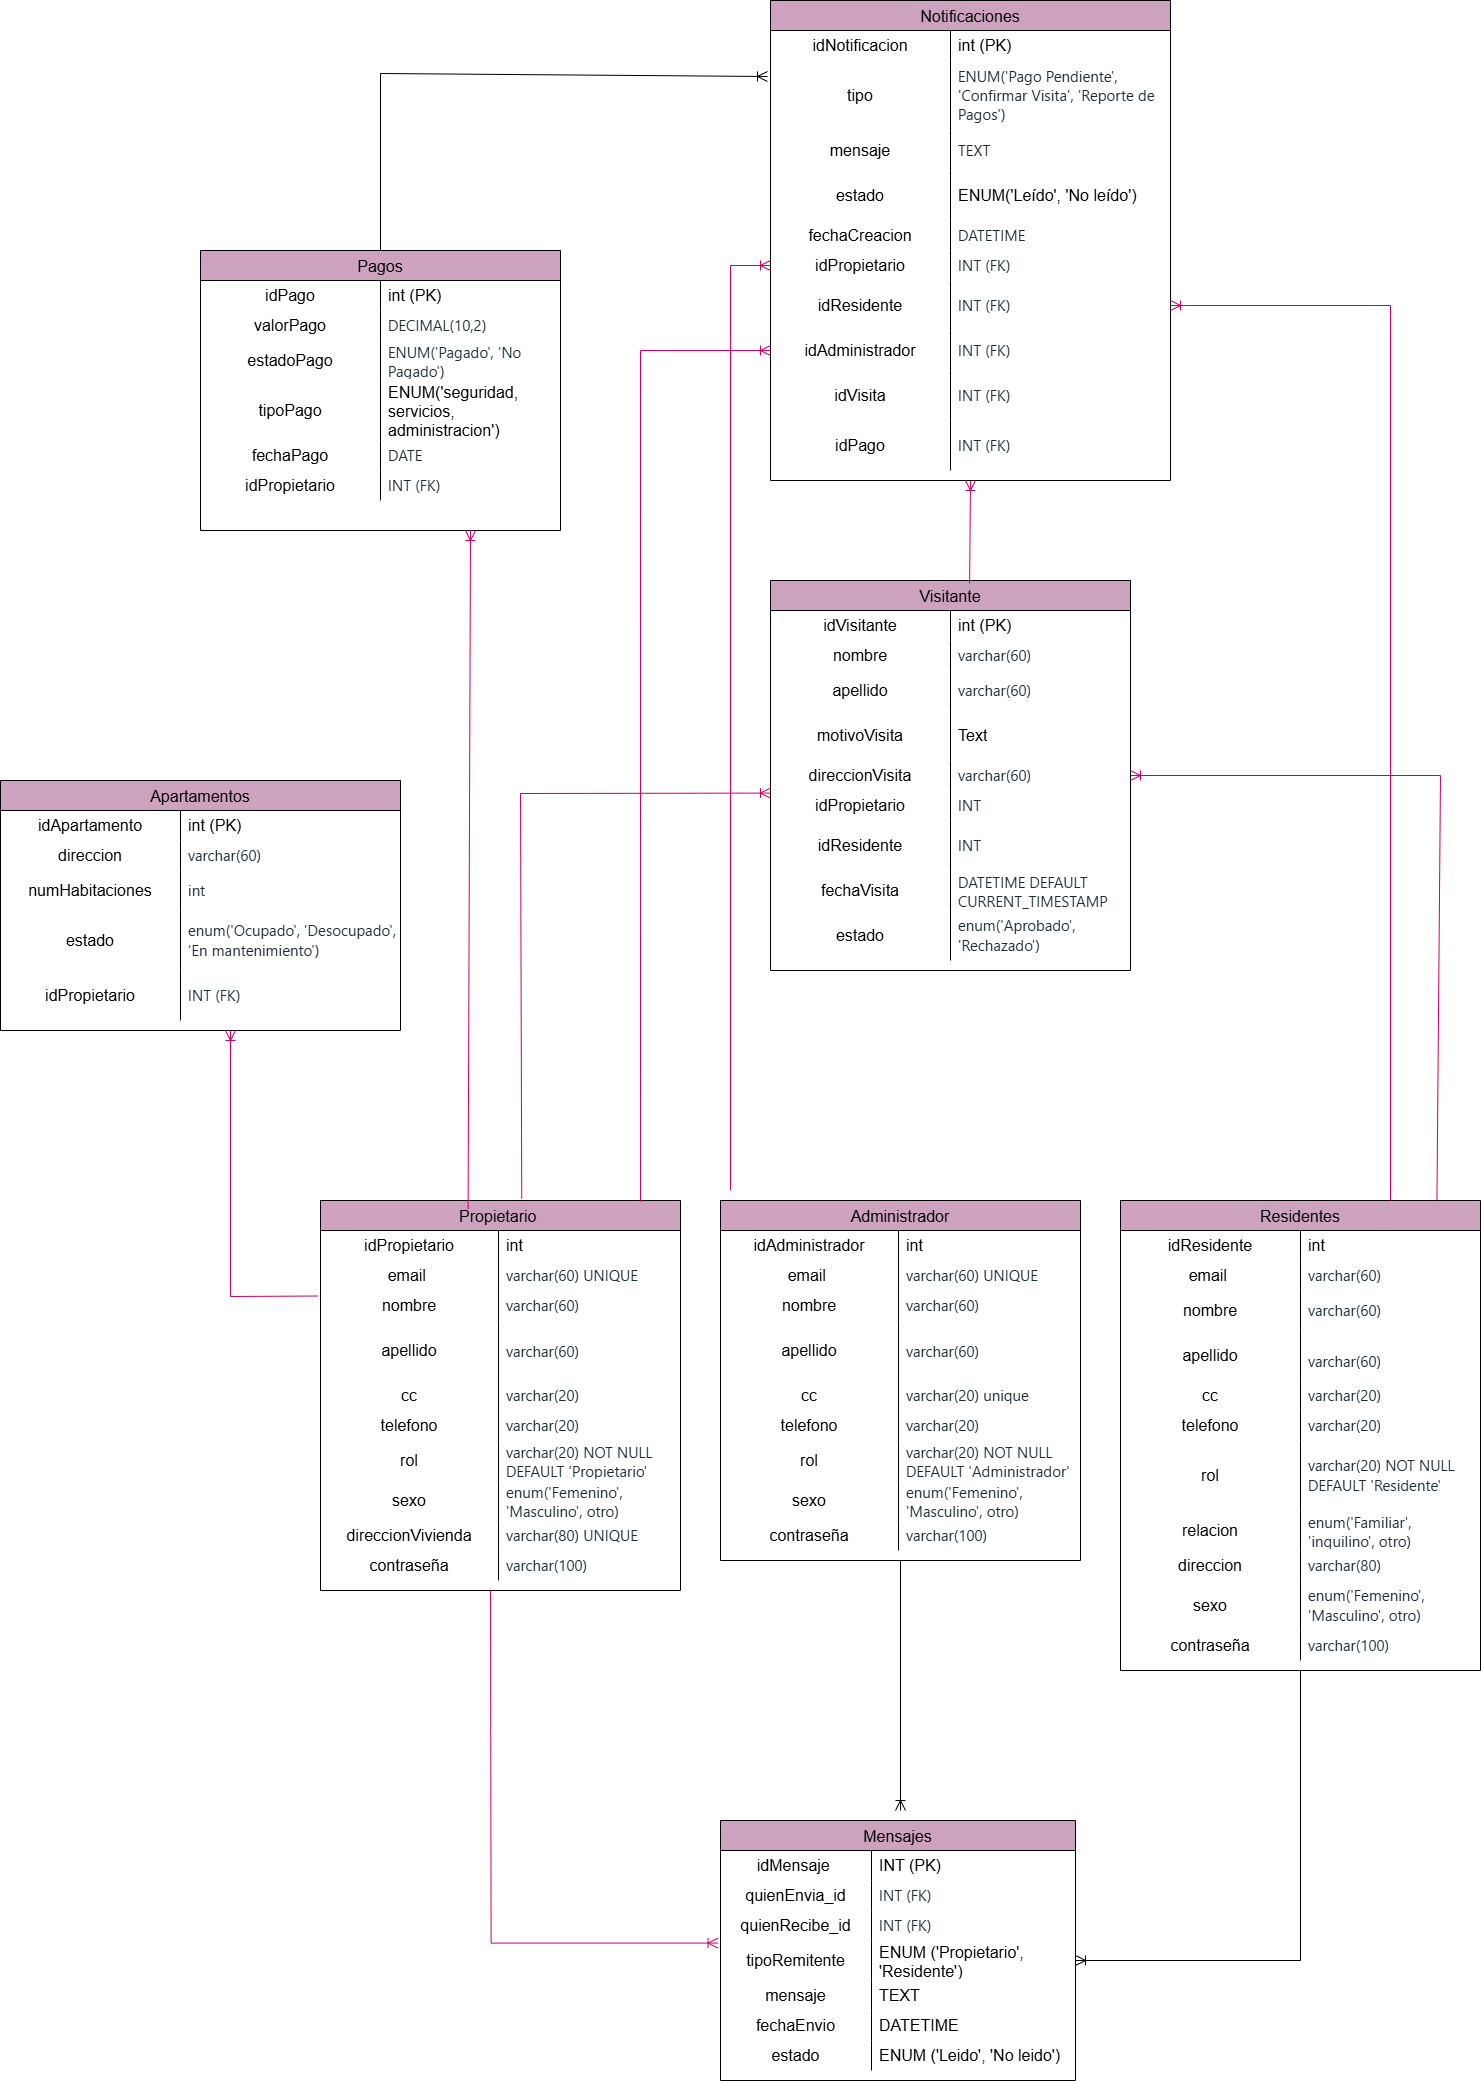 Notificaciones
idNotificacion int (PK)
tipo ENUM('Pago Pendiente',
'Confirmar Visita', 'Reporte de
Pagos')
mensaje TEXT
estado ENUM('Leído', 'No leído')
fechaCreacion DATETIME
idPropietario INT (FK)
idResidente INT (FK)
idAdministrador INT (FK)
idVisita INT (FK)
idPago INT (FK)
Pagos
idPago int (PK)
valorPago DECIMAL(10,2)
estadoPago ENUM('Pagado', 'No
Pagado')
tipoPago ENUM('seguridad,
servicios,
administracion')
fechaPago DATE
idPropietario INT (FK)
Visitante
idVisitante int (PK)
nombre varchar(60)
apellido varchar(60)
motivoVisita Text
direccionVisita varchar(60)
idPropietario INT
idResidente INT
fechaVisita DATETIME DEFAULT
CURRENT_TIMESTAMP
estado enum('Aprobado',
'Rechazado')
Apartamentos
idApartamento int (PK)
direccion varchar(60)
numHabitaciones int
estado enum('Ocupado', 'Desocupado',
'En mantenimiento')
idPropietario INT (FK)
Propietario
idPropietario int
email varchar(60) UNIQUE
nombre varchar(60)
apellido varchar(60)
cc varchar(20)
telefono varchar(20)
rol varchar(20) NOT NULL
DEFAULT 'Propietario'
sexo enum('Femenino',
'Masculino', otro)
direccionVivienda varchar(80) UNIQUE
contraseña varchar(100)
Administrador
idAdministrador int
email varchar(60) UNIQUE
nombre varchar(60)
apellido varchar(60)
cc varchar(20) unique
telefono varchar(20)
rol varchar(20) NOT NULL
DEFAULT 'Administrador'
sexo enum('Femenino',
'Masculino', otro)
contraseña varchar(100)
Residentes
idResidente int
email varchar(60)
nombre varchar(60)
apellido varchar(60)
cc varchar(20)
telefono varchar(20)
rol varchar(20) NOT NULL
DEFAULT 'Residente'
relacion enum('Familiar',
'inquilino', otro)
direccion varchar(80)
sexo enum('Femenino',
'Masculino', otro)
contraseña varchar(100)
Mensajes
idMensaje INT (PK)
quienEnvia_id INT (FK)
quienRecibe_id INT (FK)
tipoRemitente ENUM ('Propietario',
'Residente')
mensaje TEXT
fechaEnvio DATETIME
estado ENUM ('Leido', 'No leido')